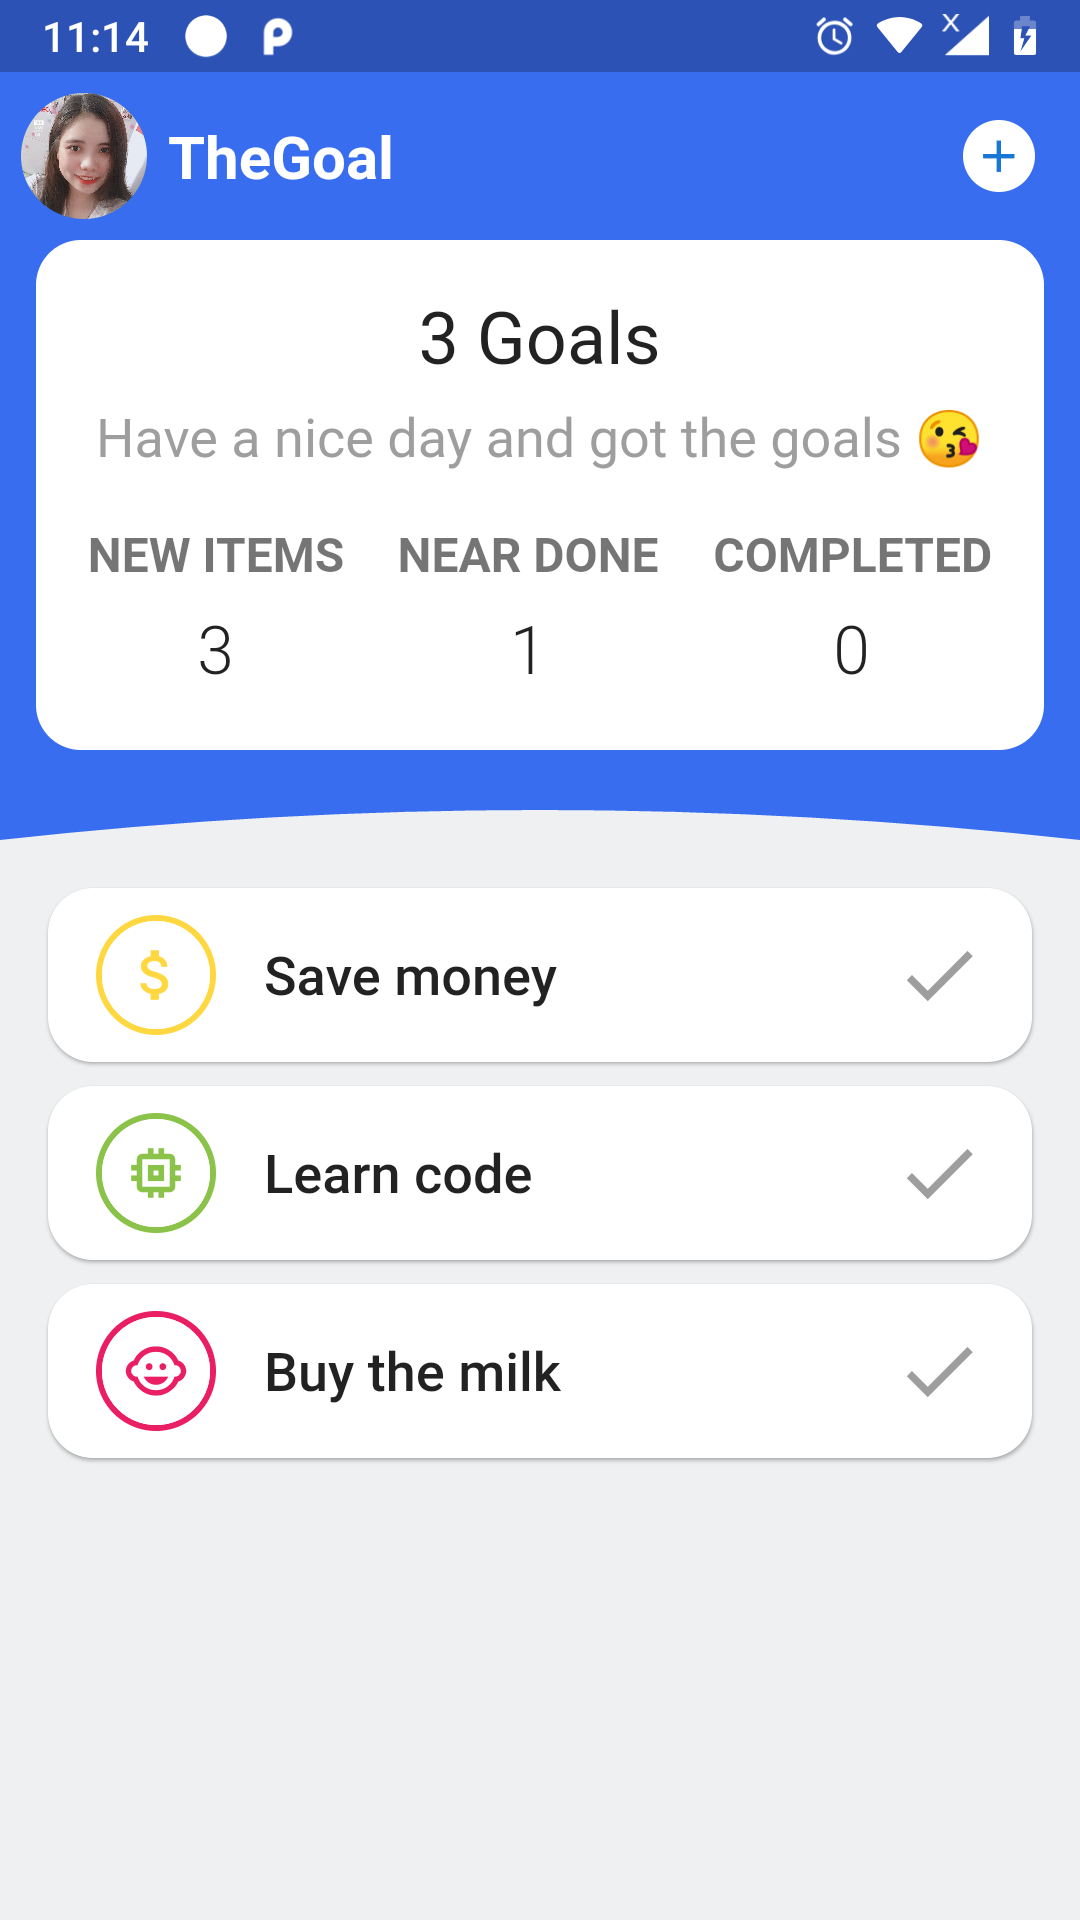 11:14
TheGoal
3 Goals
Have a nice day and got the goals 😘
NEW ITEMS NEAR DONE COMPLETED
3 1 0
Save money
Learn code
Buy the milk